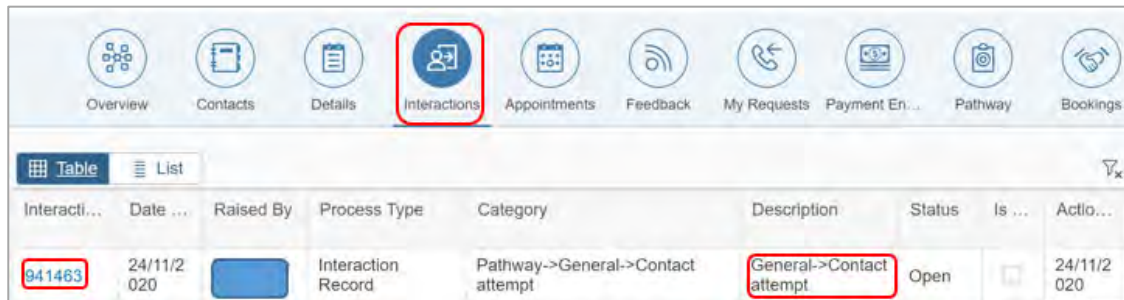 Overview Contacts Details Interactions Appointments Feedback My Requests Payment En... Pathway Bookings
Table List
Interacti... Date ... Raised By Process Type Category Description Status Is ... Actio...
941463 24/11/2 Interaction Pathway->General->Contact General->Contact Open 24/11/2
020 Record attempt attempt 020